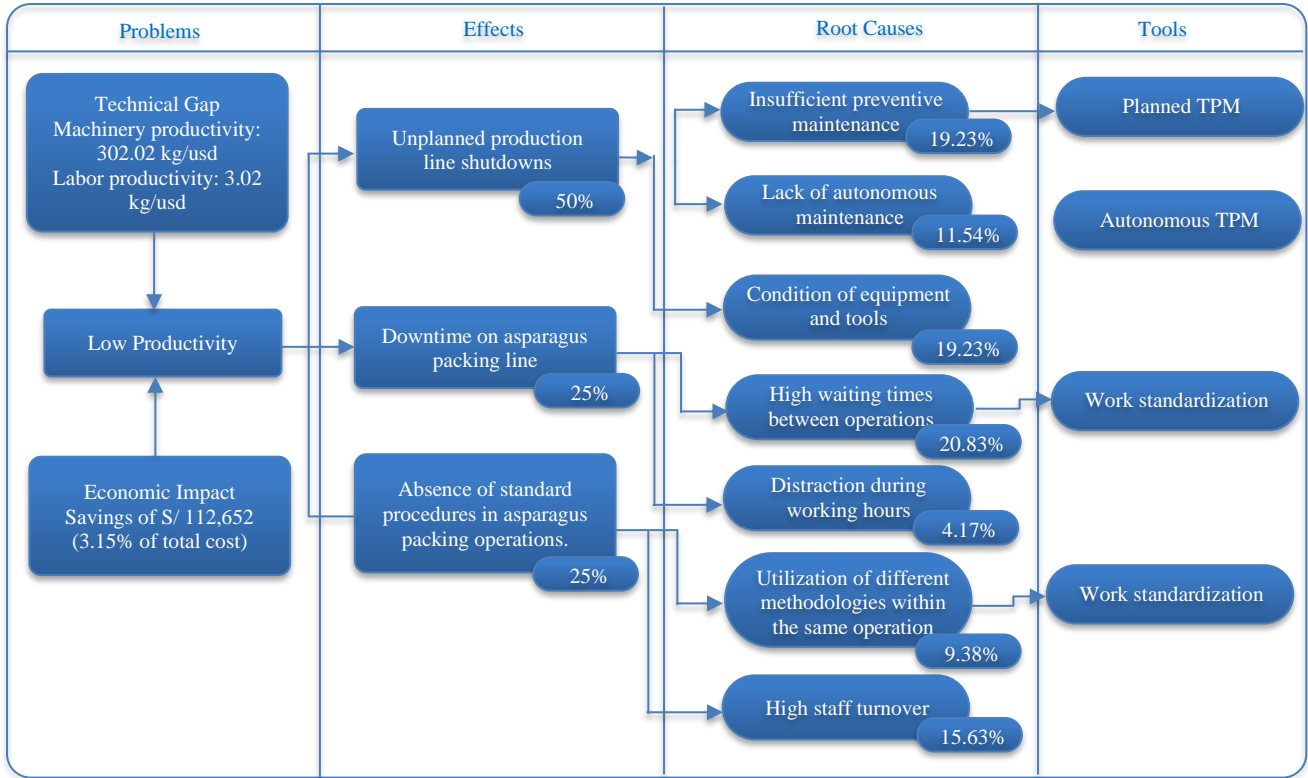 Problems
Effects
Root Causes
Tools
Technical Gap
Machinery productivity:
302.02 kg/usd
Labor productivity: 3.02
kg/usd
Low Productivity
Economic Impact
Savings of S/ 112,652
(3.15% of total cost)
Unplanned production
line shutdowns
50%
Downtime on asparagus
packing line
25%
Absence of standard
procedures in asparagus
packing operations.
25%
Insufficient preventive
maintenance
19.23%
Lack of autonomous
maintenance
11.54%
Condition of equipment
and tools
19.23%
High waiting times
between operations
20.83%
Distraction during
working hours
4.17%
Utilization of different
methodologies within
the same operation
9.38%
High staff turnover
15.63%
Planned TPM
Autonomous TPM
Work standardization
Work standardization